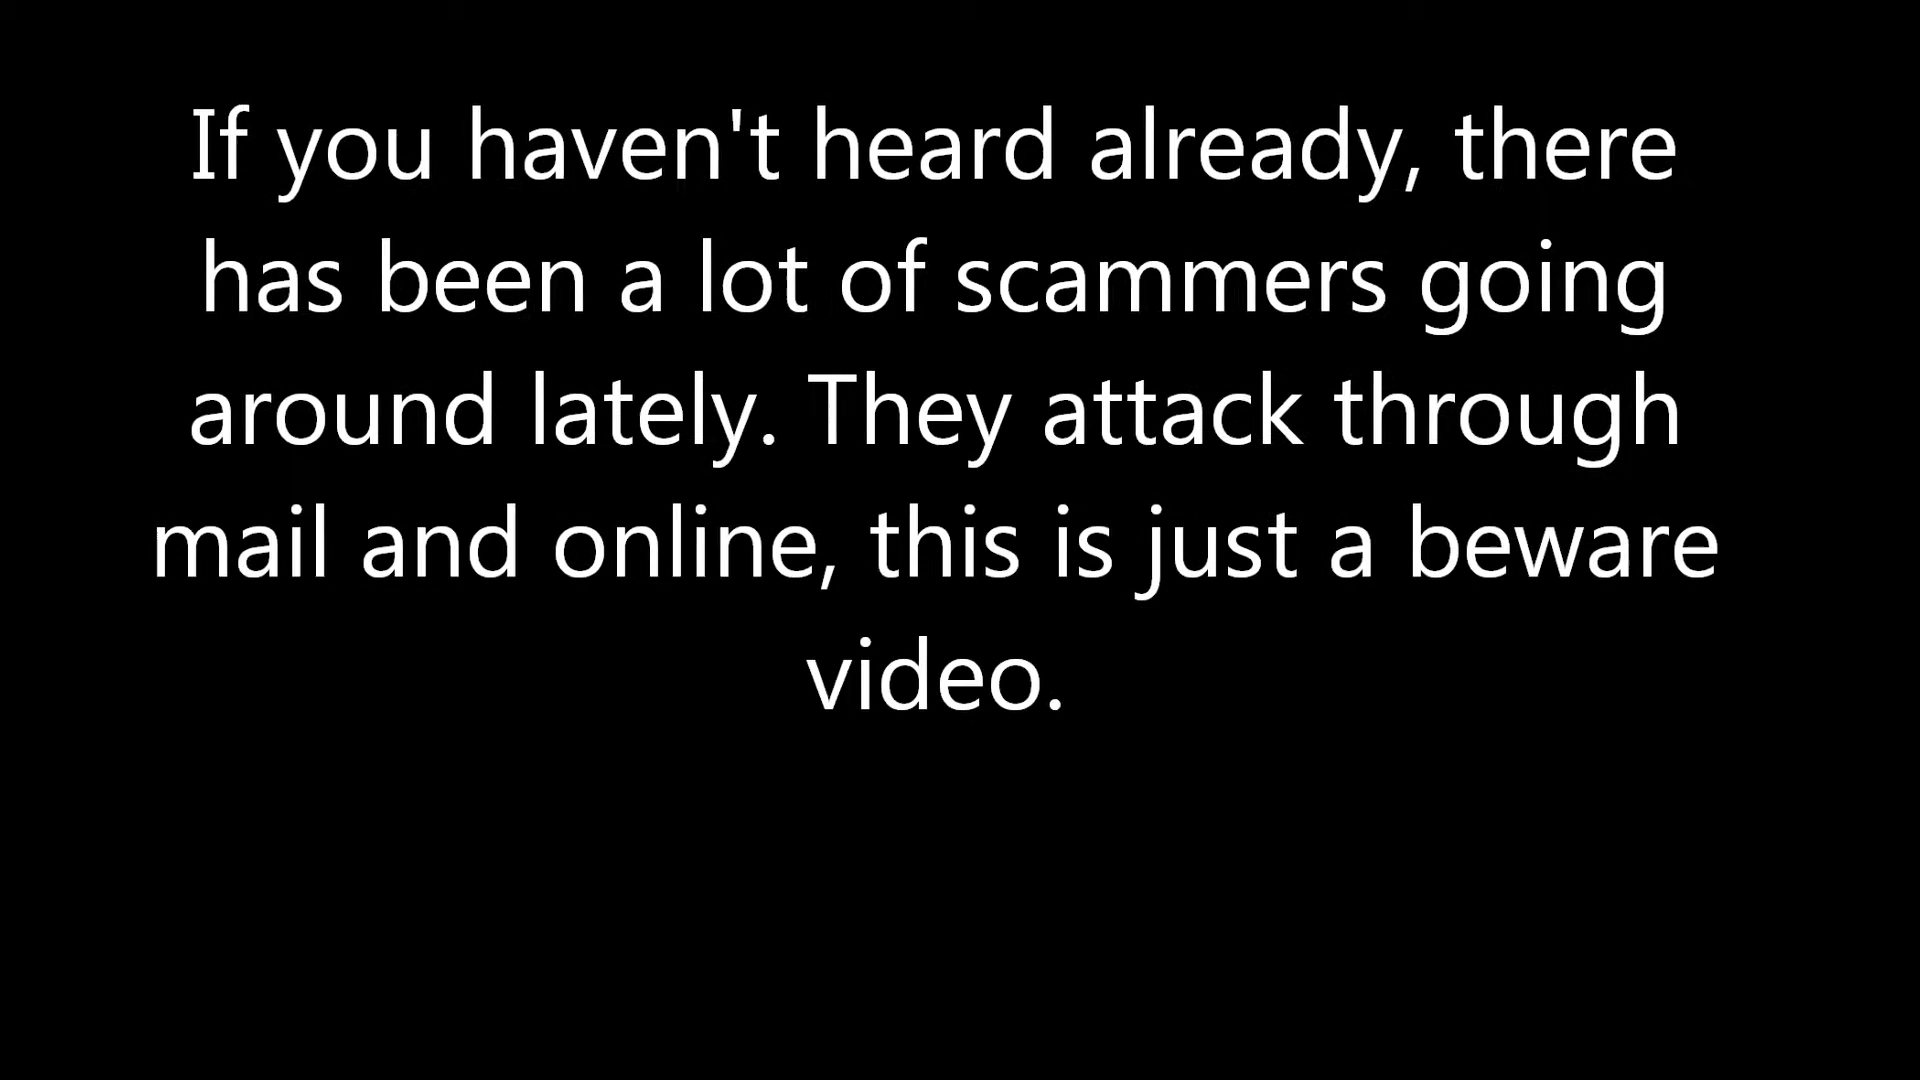 If you haven't heard already, there
has been a lot of scammers going
around lately. They attack through
mail and online, this is just a beware
video.